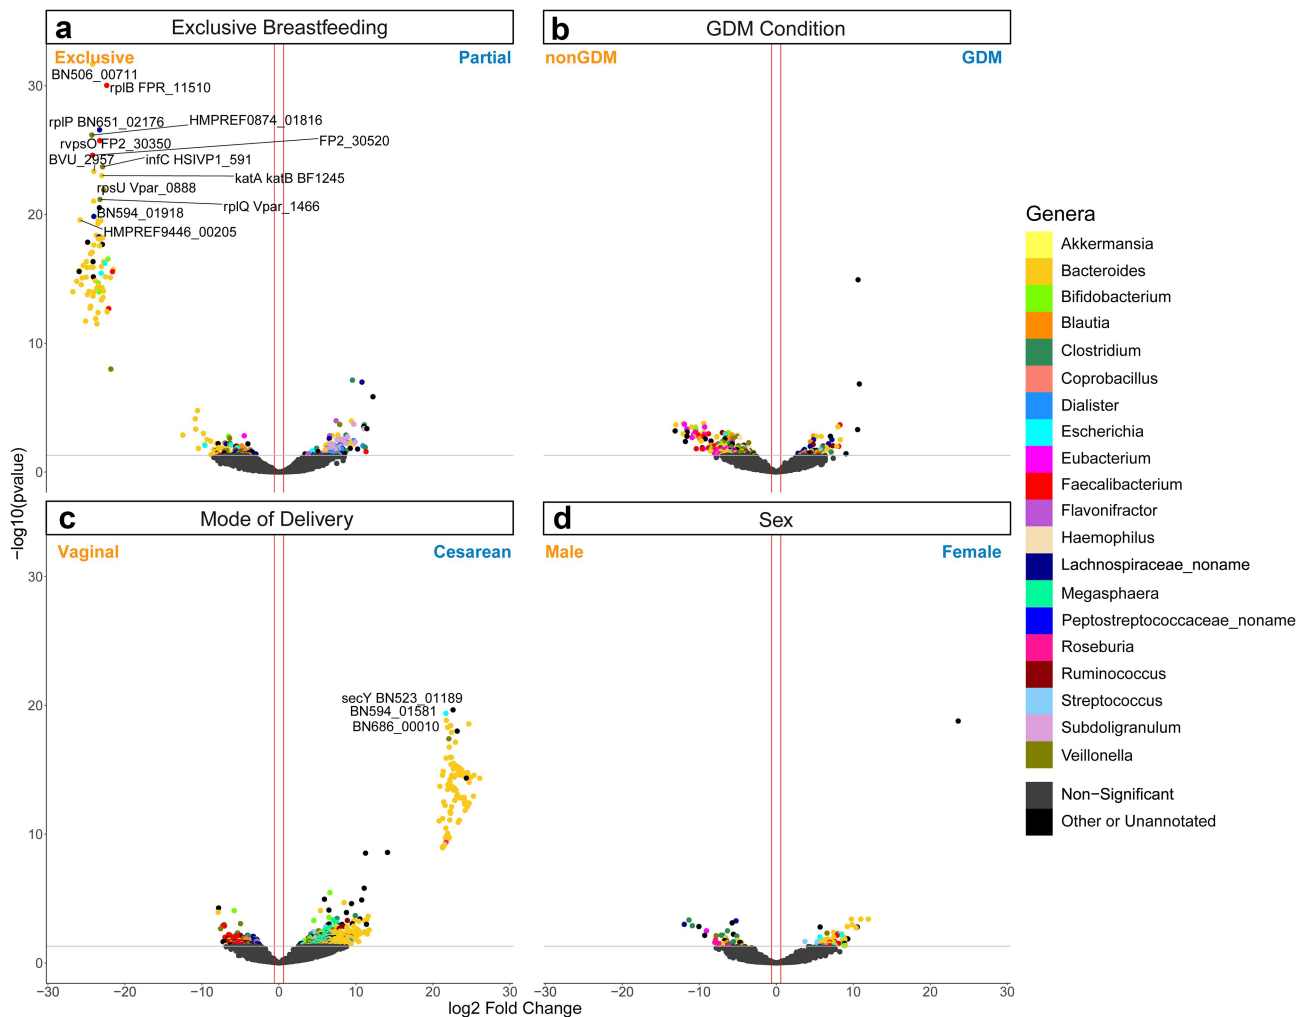 a Exclusive Breastfeeding
b GDM Condition
Exclusive Partial
nonGDM GDM
BN506_00711
rplB FPR_11510
rplP BN651_02176
HMPREF0874_01816
rvpsO FP2_30350
FP2_30520
BVU_2957
infC HSIVP1_591
katA katB BF1245
rpsU Vpar_0888
rplQ Vpar_1466
BN594_01918
HMPREF9446_00205
30
20
10
0
c Mode of Delivery
d Sex
Vaginal Cesarean
Male Female
secY BN523_01189
BN594_01581
BN686_00010
30
20
10
0
−30 −20 −10 0 10 20 30
−30 −20 −10 0 10 20 30
log2 Fold Change
−log10(pvalue)
Genera
Akkermansia
Bacteroides
Bifidobacterium
Blautia
Clostridium
Coprobacillus
Dialister
Escherichia
Eubacterium
Faecalibacterium
Flavonifractor
Haemophilus
Lachnospiraceae_noname
Megasphaera
Peptostreptococcaceae_noname
Roseburia
Ruminococcus
Streptococcus
Subdoligranulum
Veillonella
Non−Significant
Other or Unannotated